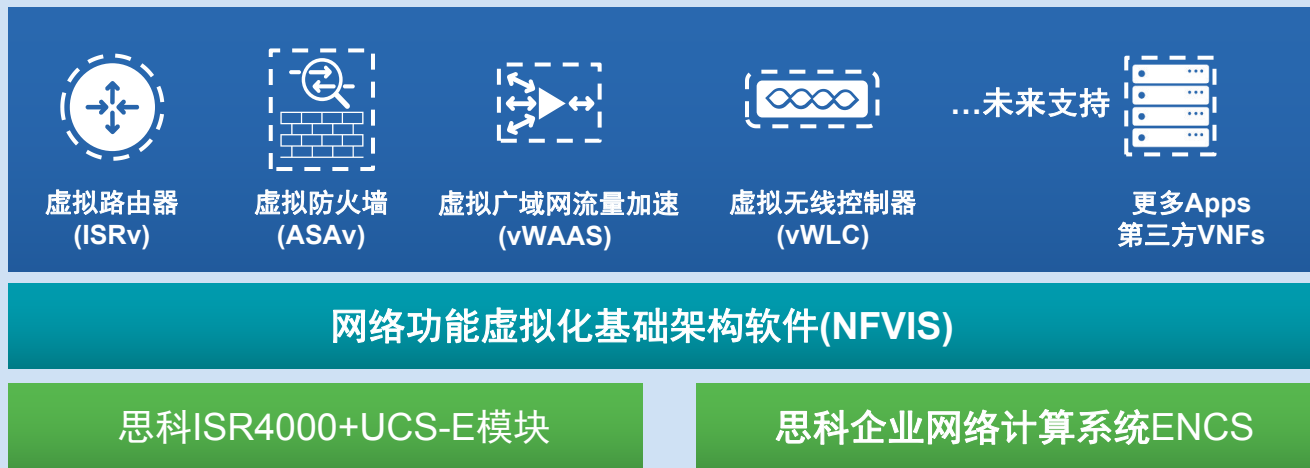 …未来支持
虚拟路由器
(ISRv)
虚拟防火墙
(ASAv)
虚拟广域网流量加速
(vWAAS)
虚拟无线控制器
(vWLC)
更多Apps
第三方VNFs
网络功能虚拟化基础架构软件(NFVIS)
思科ISR4000+UCS-E模块
思科企业网络计算系统ENCS